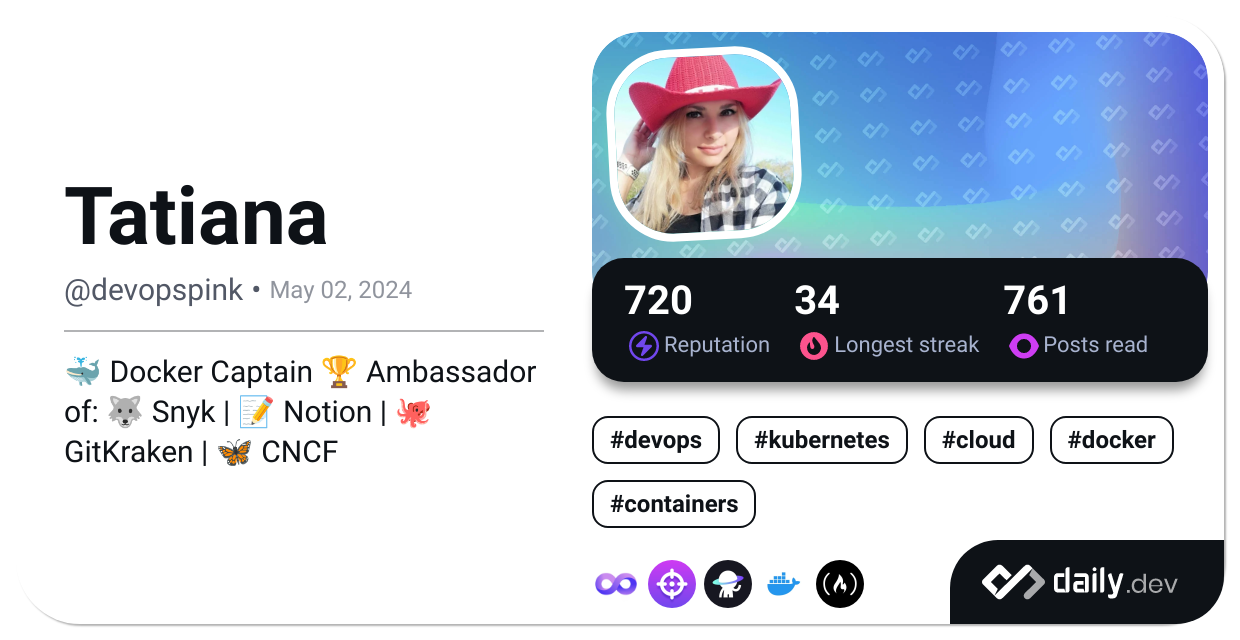 Tatiana
@devopspink • May 02, 2024
🐳 Docker Captain 🏆 Ambassador
of: 🐺 Snyk | 📝 Notion | 🐙
GitKraken | 🦋 CNCF
720 34 761
Reputation Longest streak Posts read
#devops #kubernetes #cloud #docker
#containers
daily.dev